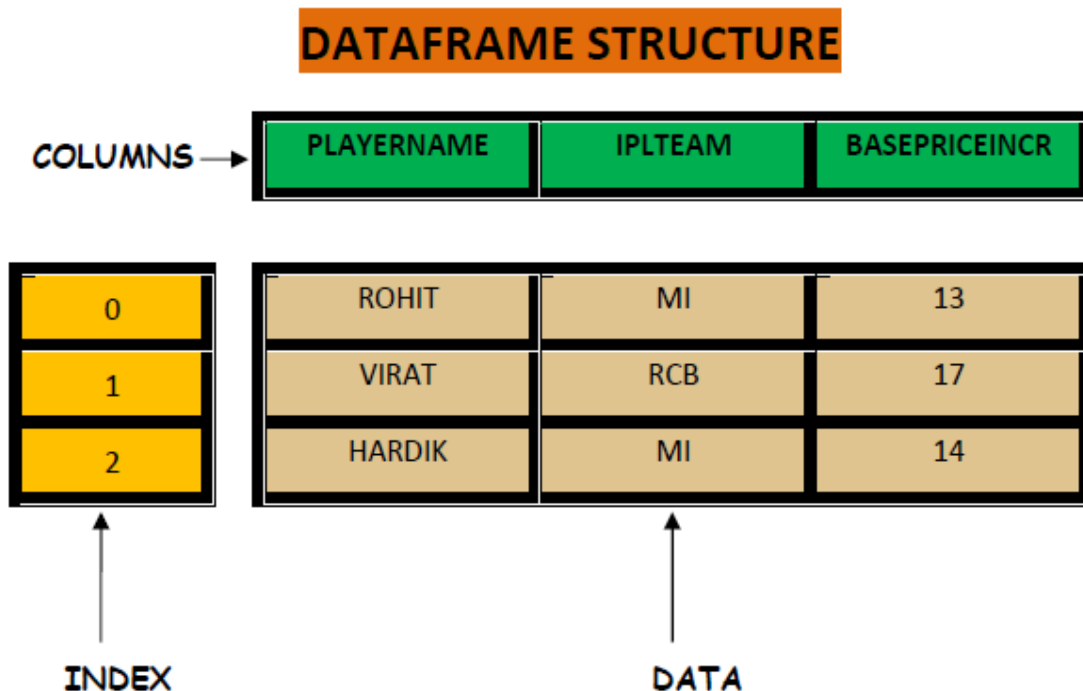 DATAFRAME STRUCTURE
COLUMNS
PLAYERNAME IPLTEAM BASEPRICEINCR
0 ROHIT MI 13
1 VIRAT RCB 17
2 HARDIK MI 14
INDEX DATA